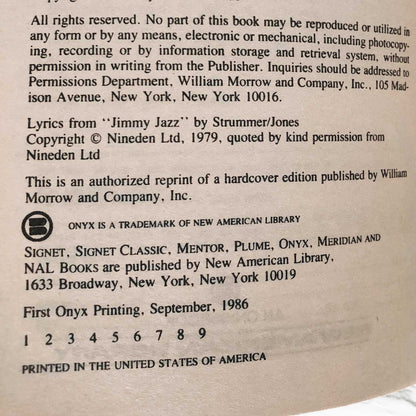 All rights reserved. No part of this book may be reproduced or utilized in
any form or by any means, electronic or mechanical, including photocopy-
ing, recording or by information storage and retrieval system, without
permission in writing from the Publisher. Inquiries should be addressed to
Permissions Department, William Morrow and Company, Inc., 105 Mad-
ison Avenue, New York, New York 10016.
Lyrics from "Jimmy Jazz" by Strummer/Jones
Copyright © Nineden Ltd, 1979, quoted by kind permission from
Nineden Ltd
This is an authorized reprint of a hardcover edition published by William
Morrow and Company, Inc.
ONYX IS A TRADEMARK OF NEW AMERICAN LIBRARY
SIGNET, SIGNET CLASSIC, MENTOR, PLUME, ONYX, MERIDIAN AND
NAL BOOKS are published by New American Library,
1633 Broadway, New York, New York 10019
First Onyx Printing, September, 1986
1 2 3 4 5 6 7 8 9
PRINTED IN THE UNITED STATES OF AMERICA